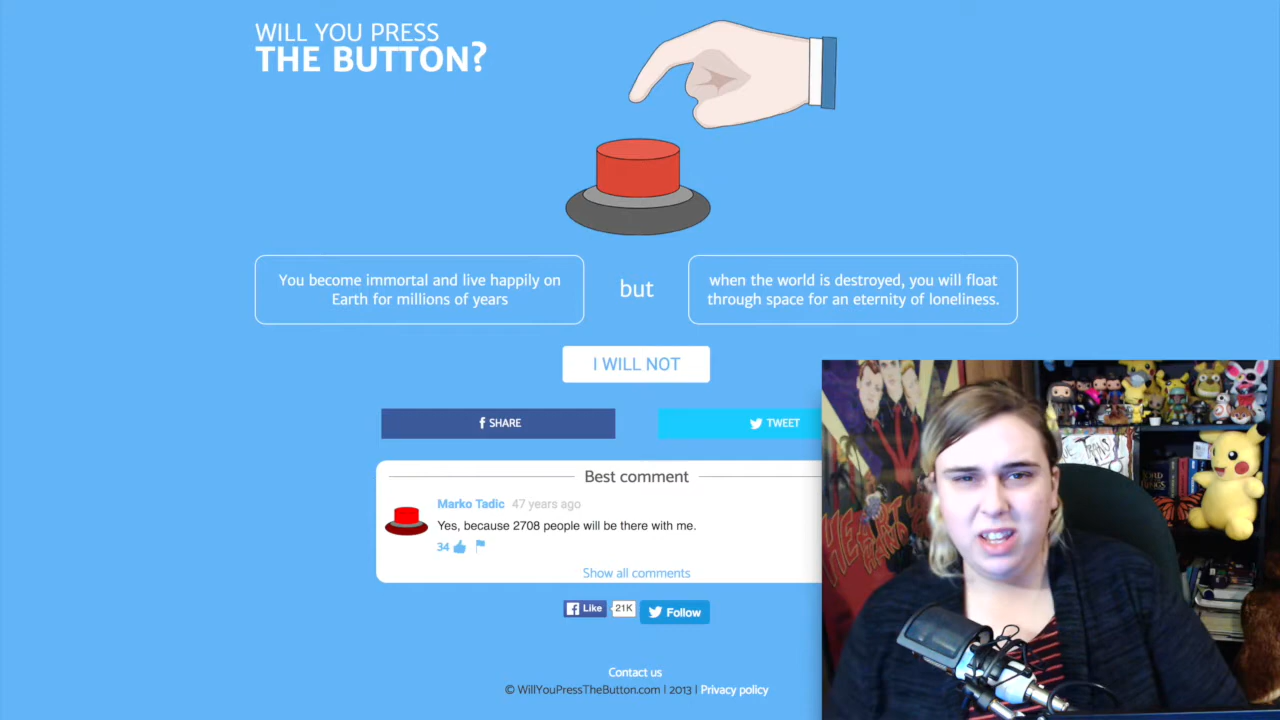 WILL YOU PRESS
THE BUTTON?
You become immortal and live happily on
Earth for millions of years
but
when the world is destroyed, you will float
through space for an eternity of loneliness.
I WILL NOT
SHARE
TWEET
Best comment
Marko Tadic 47 years ago
Yes, because 2708 people will be there with me.
34
Show all comments
Like 21K Follow
Contact us
© WillYouPressTheButton.com | 2013 | Privacy policy
HEART